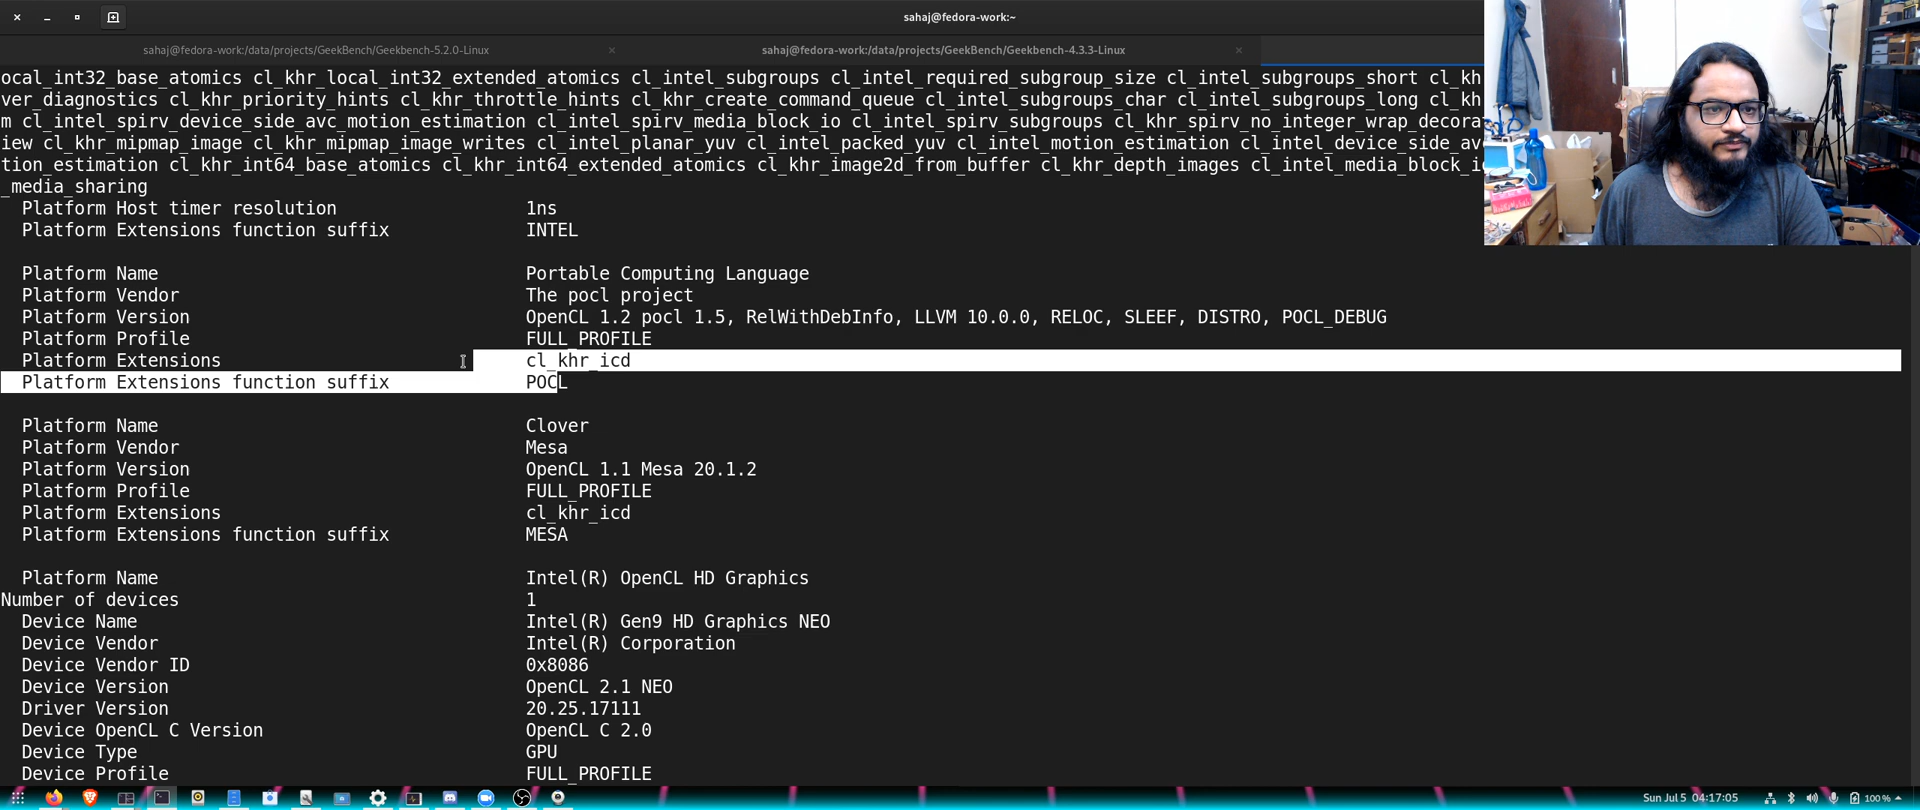 sahaj@fedora-work:~
sahaj@fedora-work:/data/projects/GeekBench/Geekbench-5.2.0-Linux
sahaj@fedora-work:/data/projects/GeekBench/Geekbench-4.3.3-Linux
ocal_int32_base_atomics cl_khr_local_int32_extended_atomics cl_intel_subgroups cl_intel_required_subgroup_size cl_intel_subgroups_short cl_kh
ver_diagnostics cl_khr_priority_hints cl_khr_throttle_hints cl_khr_create_command_queue cl_intel_subgroups_char cl_intel_subgroups_long cl_kh
m cl_intel_spirv_device_side_avc_motion_estimation cl_intel_spirv_media_block_io cl_intel_spirv_subgroups cl_khr_spirv_no_integer_wrap_decora
iew cl_khr_mipmap_image cl_khr_mipmap_image_writes cl_intel_planar_yuv cl_intel_packed_yuv cl_intel_motion_estimation cl_intel_device_side_av
tion_estimation cl_khr_int64_base_atomics cl_khr_int64_extended_atomics cl_khr_image2d_from_buffer cl_khr_depth_images cl_intel_media_block_i
_media_sharing
Platform Host timer resolution 1ns
Platform Extensions function suffix INTEL
Platform Name Portable Computing Language
Platform Vendor The pocl project
Platform Version OpenCL 1.2 pocl 1.5, RelWithDebInfo, LLVM 10.0.0, RELOC, SLEEF, DISTRO, POCL_DEBUG
Platform Profile FULL_PROFILE
Platform Extensions cl_khr_icd
Platform Extensions function suffix POCL
Platform Name Clover
Platform Vendor Mesa
Platform Version OpenCL 1.1 Mesa 20.1.2
Platform Profile FULL_PROFILE
Platform Extensions cl_khr_icd
Platform Extensions function suffix MESA
Platform Name Intel(R) OpenCL HD Graphics
Number of devices 1
Device Name Intel(R) Gen9 HD Graphics NEO
Device Vendor Intel(R) Corporation
Device Vendor ID 0x8086
Device Version OpenCL 2.1 NEO
Driver Version 20.25.17111
Device OpenCL C Version OpenCL C 2.0
Device Type GPU
Device Profile FULL_PROFILE
Sun Jul 5 04:17:05
100 %